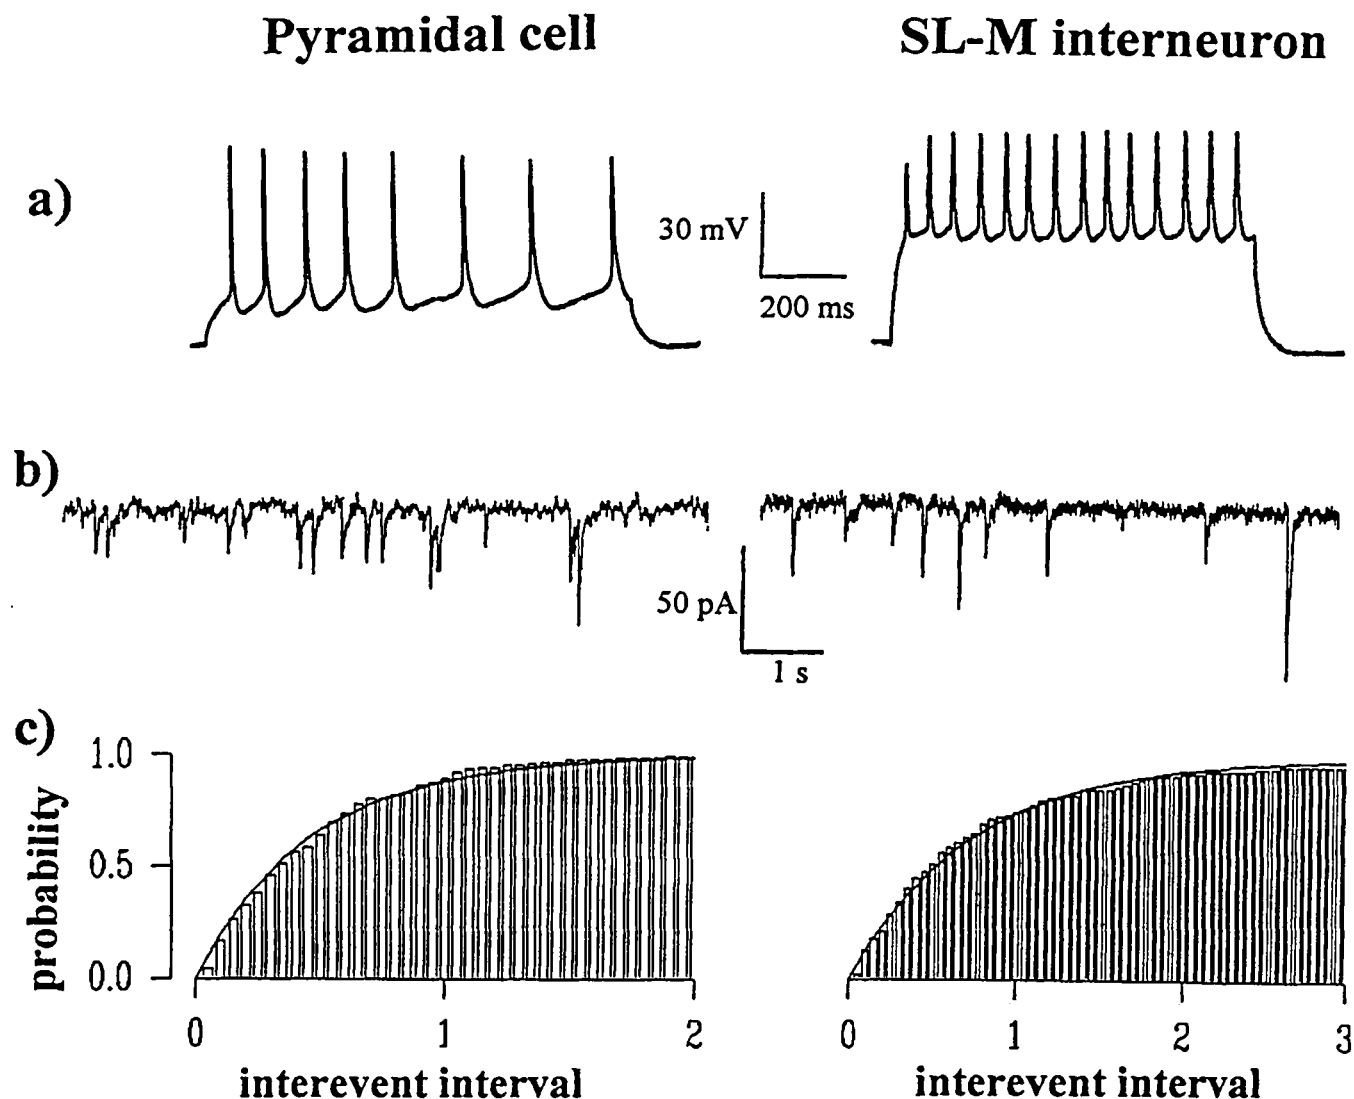 Pyramidal cell
SL-M interneuron
a)
30 mV
200 ms
b)
50 pA
1 s
c)
probability
1.0
0.5
0.0
0 1 2
interevent interval
0 1 2 3
interevent interval